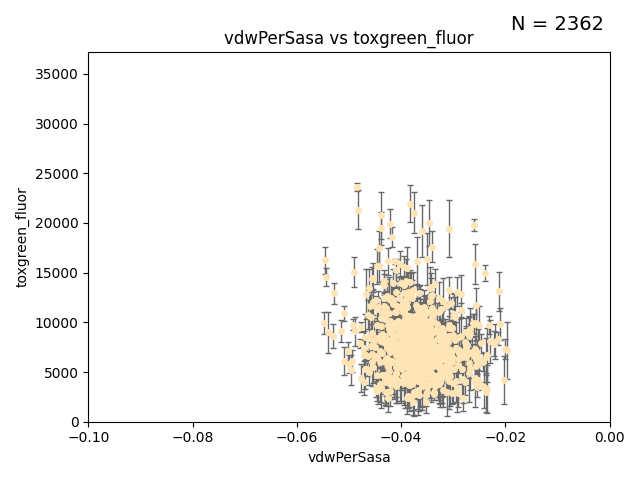 N = 2362
vdwPerSasa vs toxgreen_fluor
35000
30000
25000
20000
15000
10000
5000
0
toxgreen_fluor
−0.10 −0.08 −0.06 −0.04 −0.02 0.00
vdwPerSasa